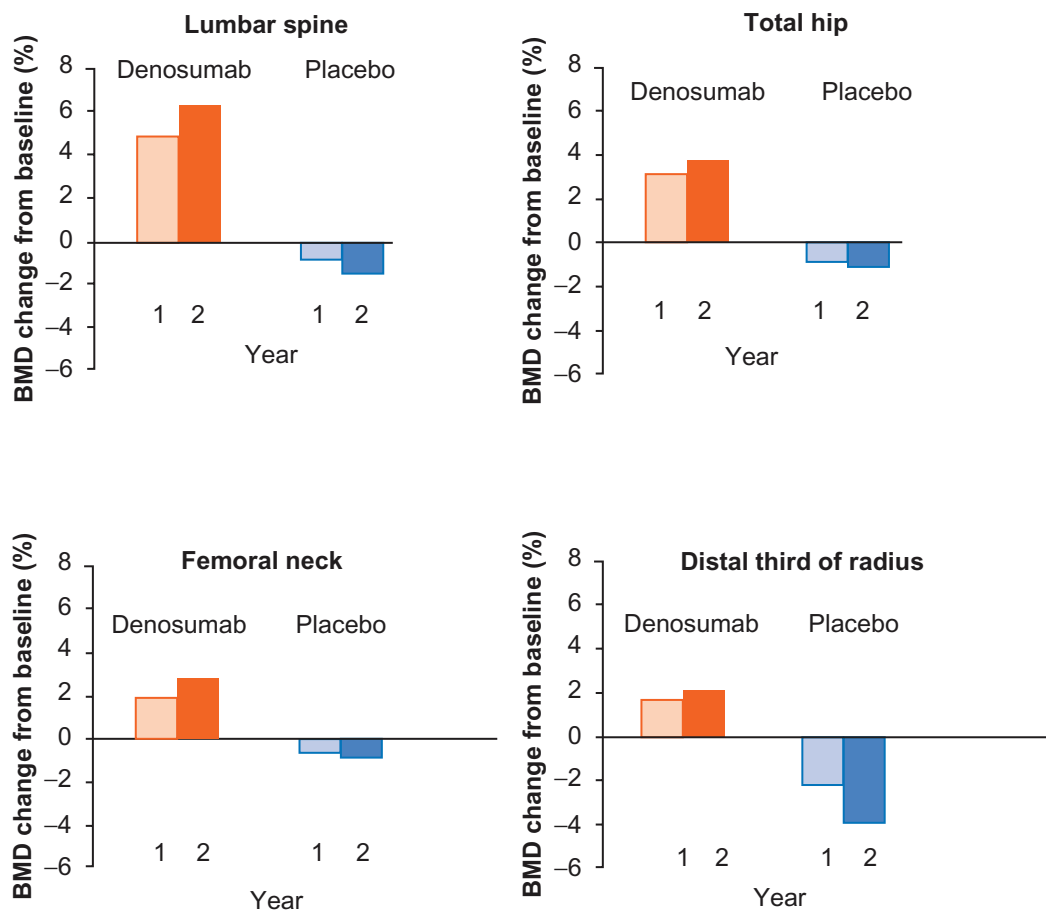 Lumbar spine
BMD change from baseline (%)
8
6
4
2
0
–2
–4
–6
Denosumab Placebo
1 2 1 2
Year
Total hip
BMD change from baseline (%)
8
6
4
2
0
–2
–4
–6
Denosumab Placebo
1 2 1 2
Year
Femoral neck
BMD change from baseline (%)
8
6
4
2
0
–2
–4
–6
Denosumab Placebo
1 2 1 2
Year
Distal third of radius
BMD change from baseline (%)
8
6
4
2
0
–2
–4
–6
Denosumab Placebo
1 2 1 2
Year